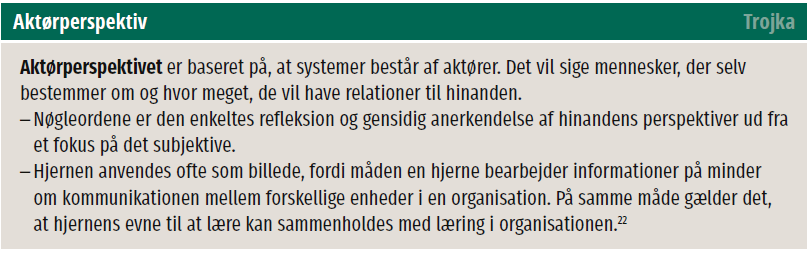 Aktørperspektiv Trojka
Aktørperspektivet er baseret på, at systemer består af aktører. Det vil sige mennesker, der selv
bestemmer om og hvor meget, de vil have relationer til hinanden.
– Nøgleordene er den enkeltes refleksion og gensidig anerkendelse af hinandens perspektiver ud fra
et fokus på det subjektive.
– Hjernen anvendes ofte som billede, fordi måden en hjerne bearbejder informationer på minder
om kommunikationen mellem forskellige enheder i en organisation. På samme måde gælder det,
at hjernens evne til at lære kan sammenholdes med læring i organisationen.22